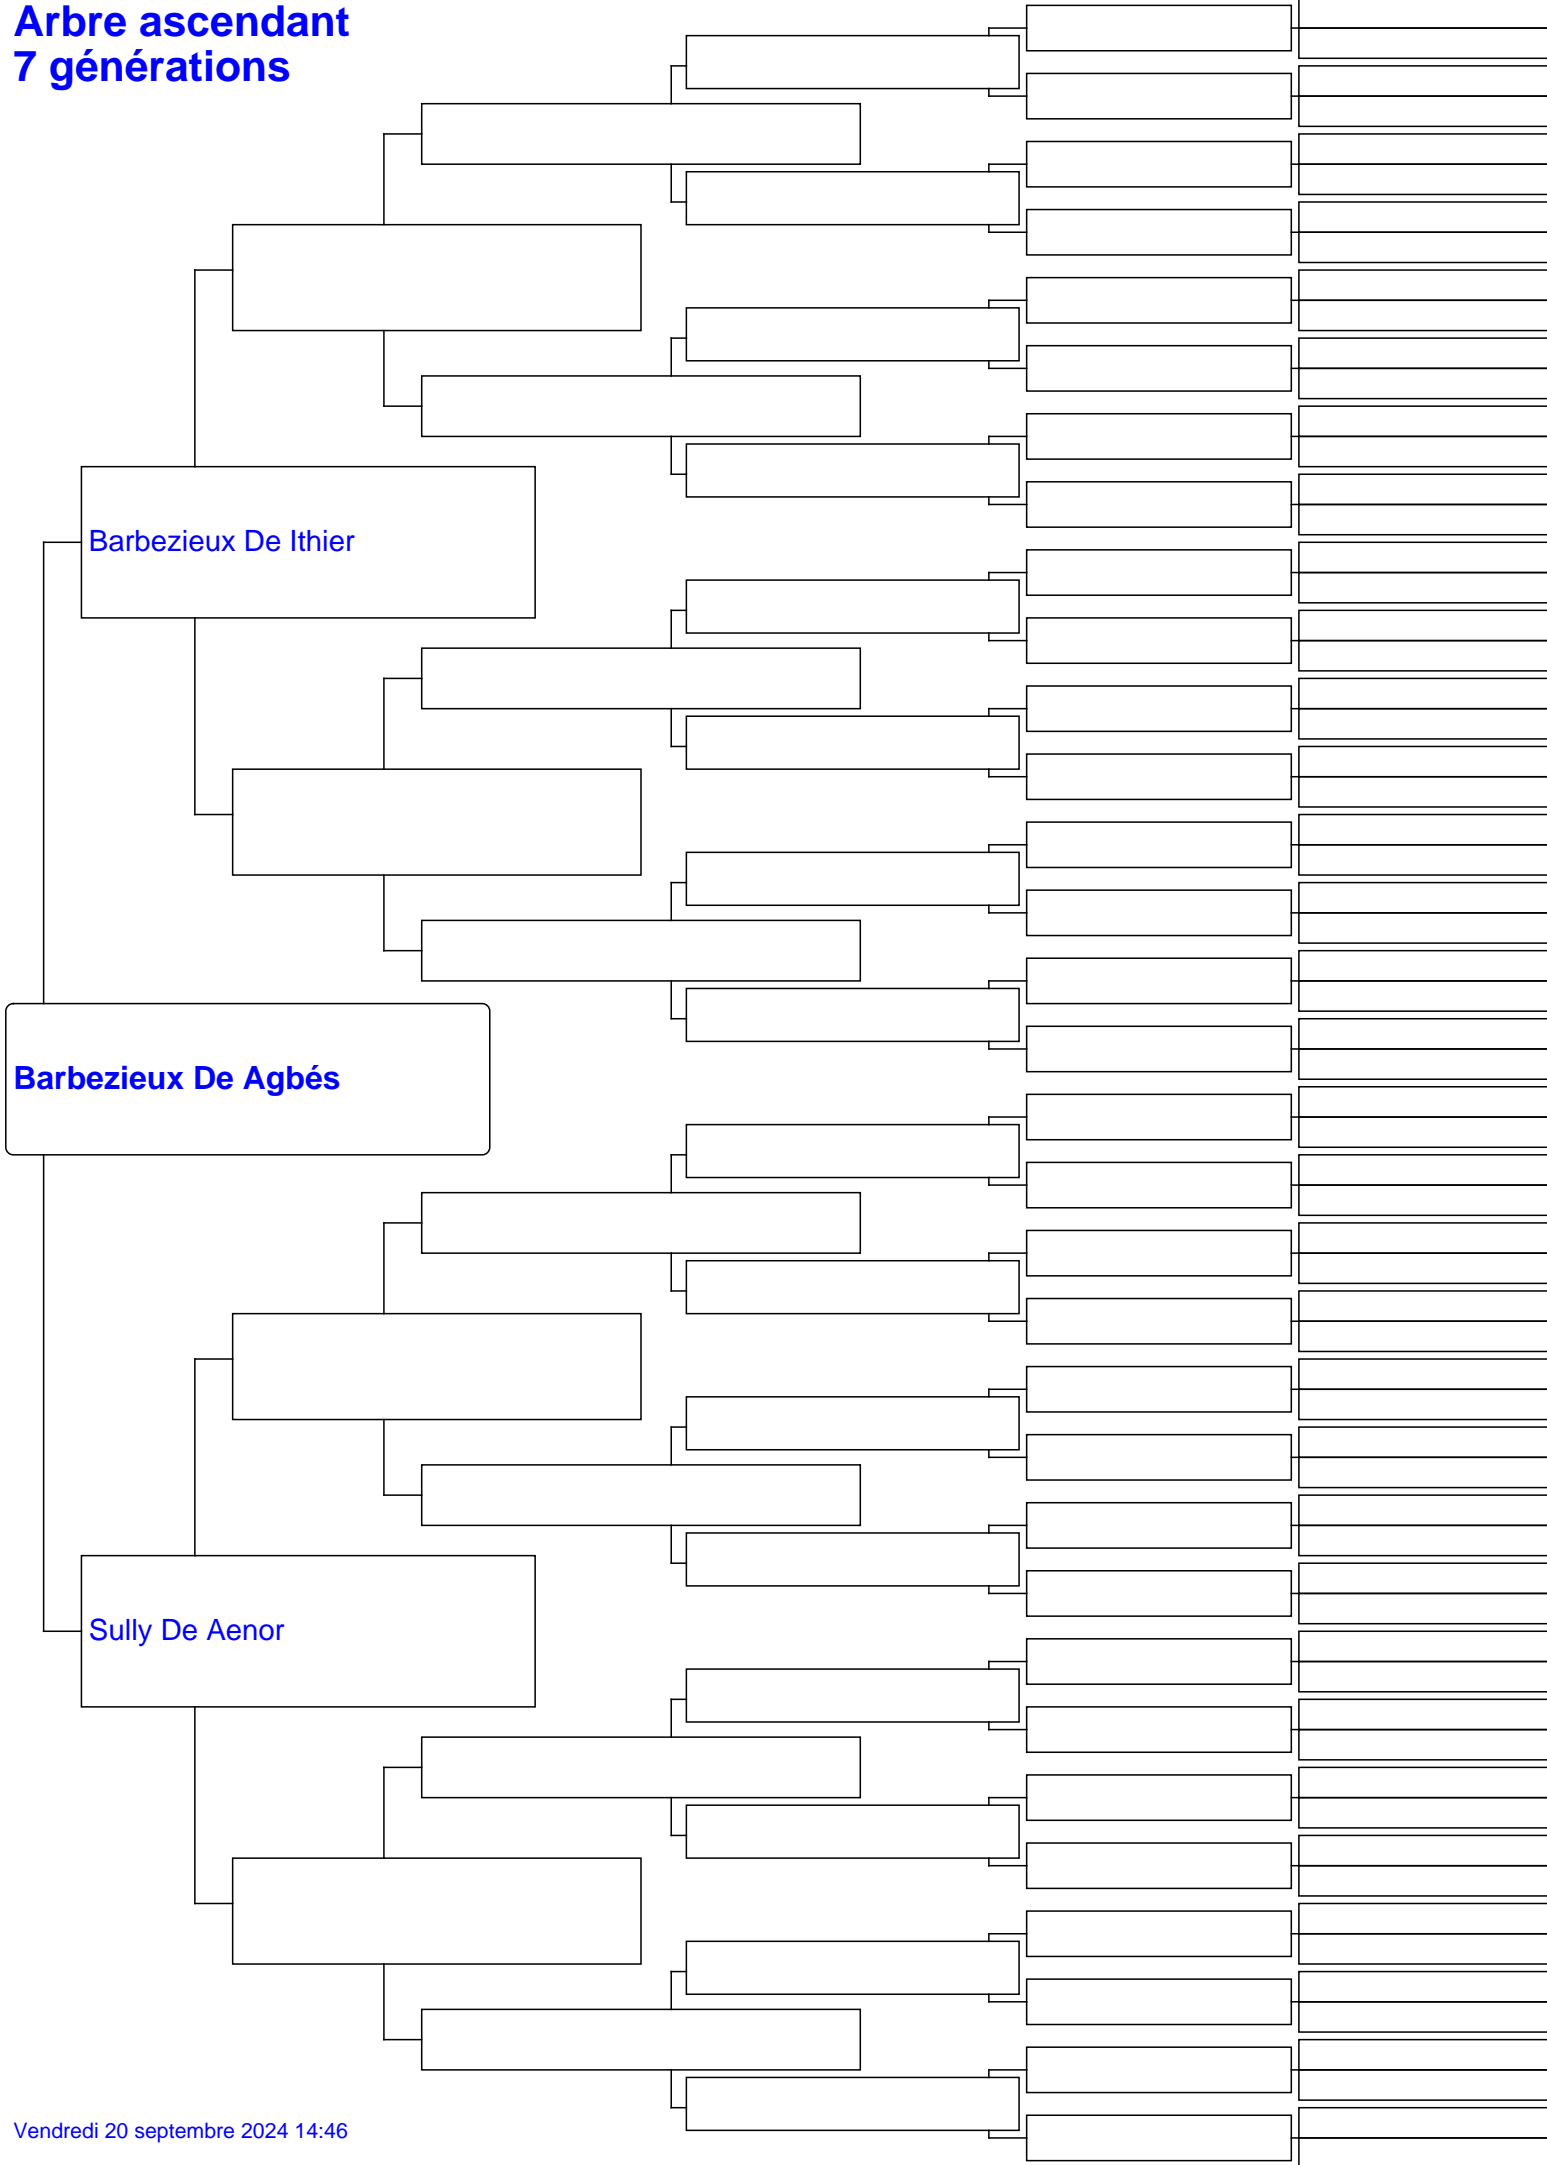 Arbre ascendant
7 générations
Barbezieux De Ithier
Barbezieux De Agbés
Sully De Aenor
Vendredi 20 septembre 2024 14:46